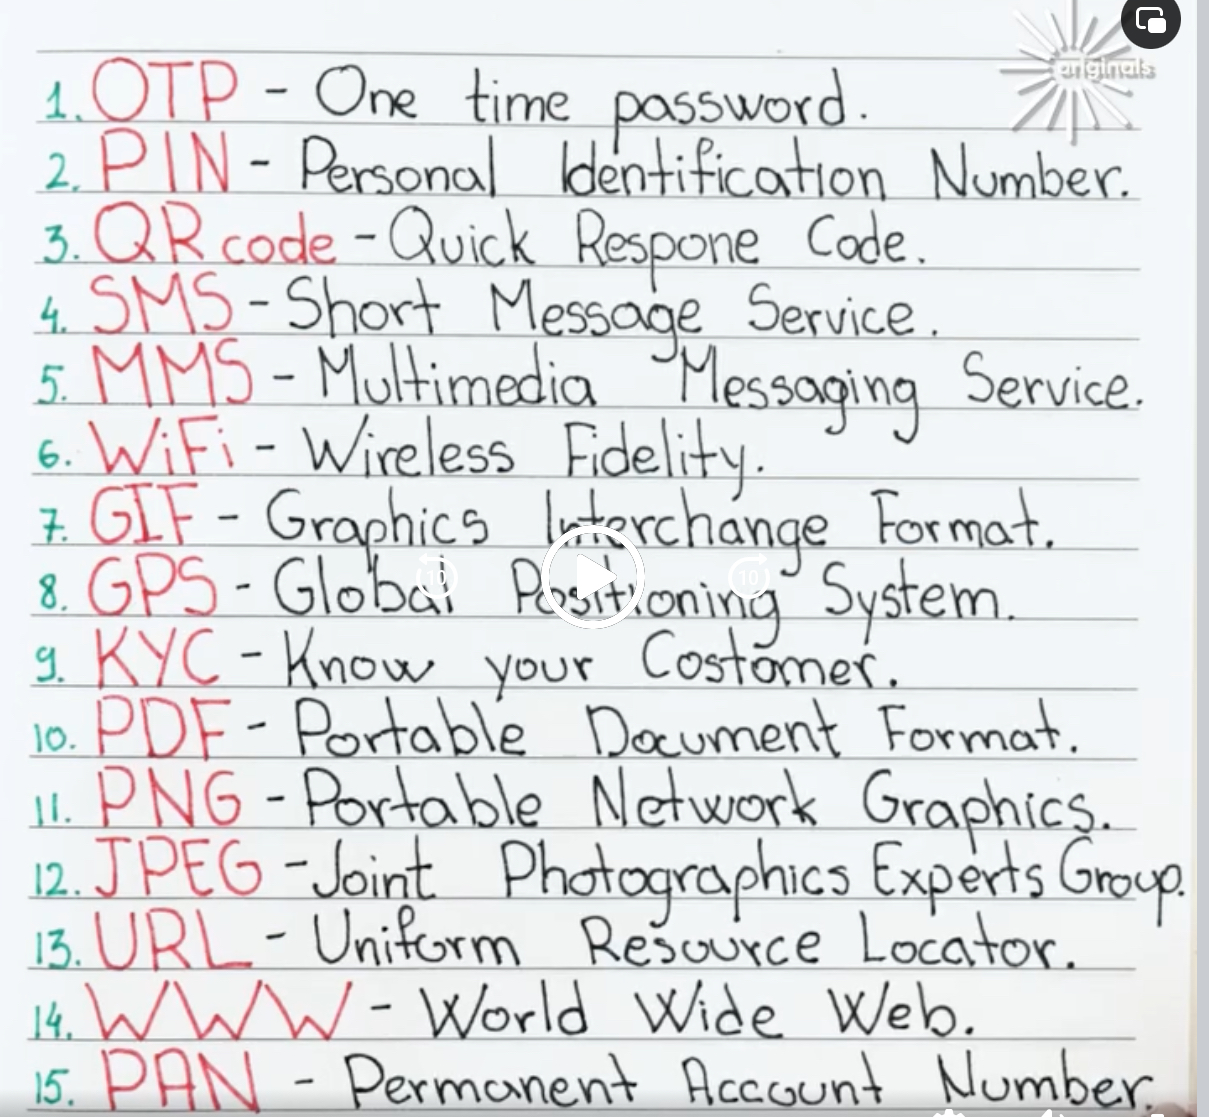 originals
1. OTP - One time password.
2. PIN - Personal Identification Number.
3. QR code - Quick Respone Code.
4. SMS - Short Message Service.
5. MMS - Multimedia Messaging Service.
6. WiFi - Wireless Fidelity.
7. GIF - Graphics Interchange Format.
10 10
8. GPS - Global Positioning System.
9. KYC - Know your Costomer.
10. PDF - Portable Document Format.
11. PNG - Portable Network Graphics.
12. JPEG - Joint Photographics Experts Group.
13. URL - Uniform Resource Locator.
14. WWW - World Wide Web.
15. PAN - Permanent Account Number.